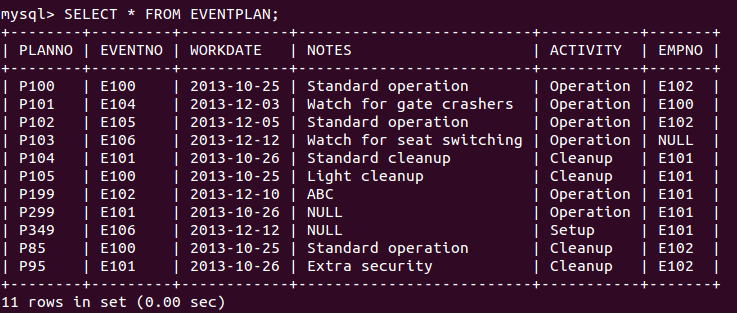 mysql> SELECT * FROM EVENTPLAN;
+--------+---------+------------+--------------------------+-----------+-------+
| PLANNO | EVENTNO | WORKDATE   | NOTES                    | ACTIVITY  | EMPNO |
+--------+---------+------------+--------------------------+-----------+-------+
| P100   | E100    | 2013-10-25 | Standard operation       | Operation | E102  |
| P101   | E104    | 2013-12-03 | Watch for gate crashers  | Operation | E100  |
| P102   | E105    | 2013-12-05 | Standard operation       | Operation | E102  |
| P103   | E106    | 2013-12-12 | Watch for seat switching | Operation | NULL  |
| P104   | E101    | 2013-10-26 | Standard cleanup         | Cleanup   | E101  |
| P105   | E100    | 2013-10-25 | Light cleanup            | Cleanup   | E101  |
| P199   | E102    | 2013-12-10 | ABC                      | Operation | E101  |
| P299   | E101    | 2013-10-26 | NULL                     | Operation | E101  |
| P349   | E106    | 2013-12-12 | NULL                     | Setup     | E101  |
| P85    | E100    | 2013-10-25 | Standard operation       | Cleanup   | E102  |
| P95    | E101    | 2013-10-26 | Extra security           | Cleanup   | E102  |
+--------+---------+------------+--------------------------+-----------+-------+
11 rows in set (0.00 sec)